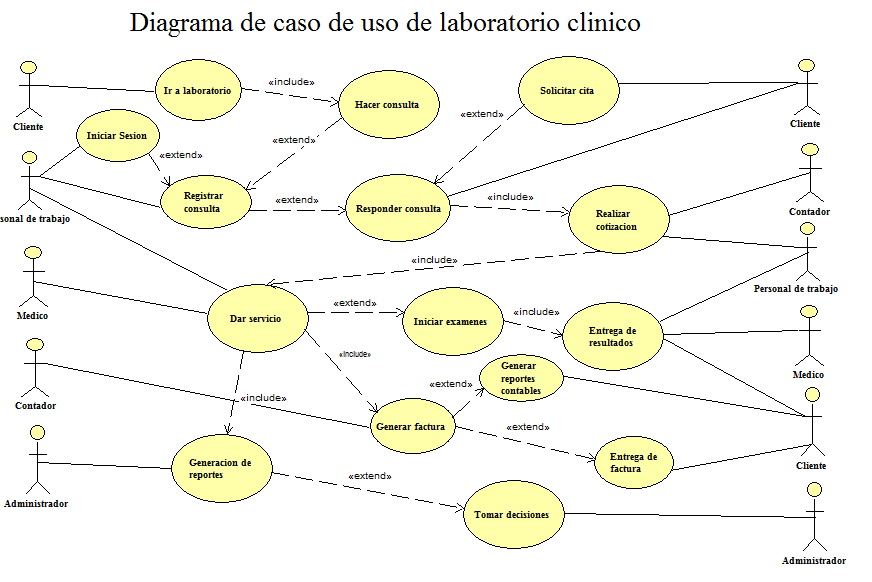 Diagrama de caso de uso de laboratorio clinico
Cliente
Ir a laboratorio
«include»
Hacer consulta
Solicitar cita
Cliente
Iniciar Sesion
«extend»
«extend»
«extend»
sonal de trabajo
Registrar
consulta
«extend»
Responder consulta
«include»
Realizar
cotizacion
Contador
«include»
Personal de trabajo
Medico
Dar servicio
«extend»
Iniciar examenes
«include»
Entrega de
resultados
Medico
«include»
Generar
reportes
contables
«extend»
Contador
«include»
Generar factura
«extend»
Entrega de
factura
Cliente
Administrador
Generacion de
reportes
«extend»
Tomar decisiones
Administrador